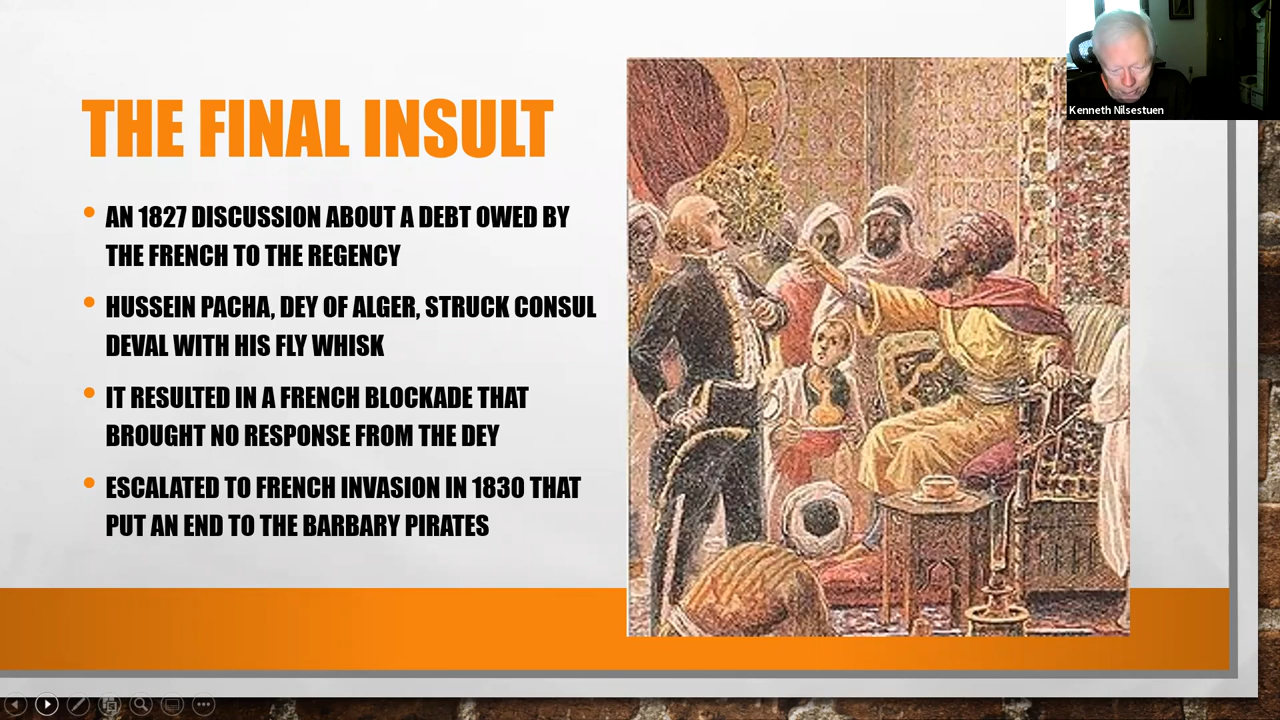 THE FINAL INSULT
AN 1827 DISCUSSION ABOUT A DEBT OWED BY
THE FRENCH TO THE REGENCY
HUSSEIN PACHA, DEY OF ALGER, STRUCK CONSUL
DEVAL WITH HIS FLY WHISK
IT RESULTED IN A FRENCH BLOCKADE THAT
BROUGHT NO RESPONSE FROM THE DEY
ESCALATED TO FRENCH INVASION IN 1830 THAT
PUT AN END TO THE BARBARY PIRATES
Kenneth Nilsestuen